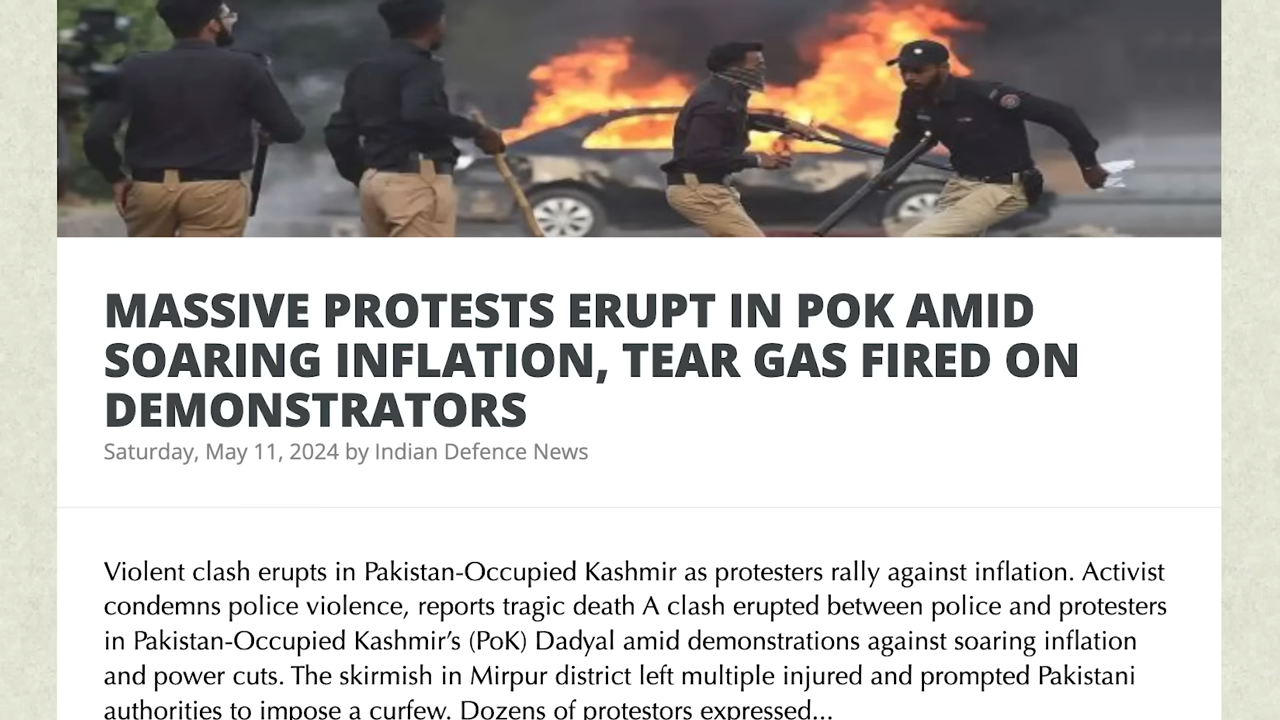 MASSIVE PROTESTS ERUPT IN POK AMID
SOARING INFLATION, TEAR GAS FIRED ON
DEMONSTRATORS
Saturday, May 11, 2024 by Indian Defence News
Violent clash erupts in Pakistan-Occupied Kashmir as protesters rally against inflation. Activist
condemns police violence, reports tragic death A clash erupted between police and protesters
in Pakistan-Occupied Kashmir’s (PoK) Dadyal amid demonstrations against soaring inflation
and power cuts. The skirmish in Mirpur district left multiple injured and prompted Pakistani
authorities to impose a curfew. Dozens of protestors expressed...